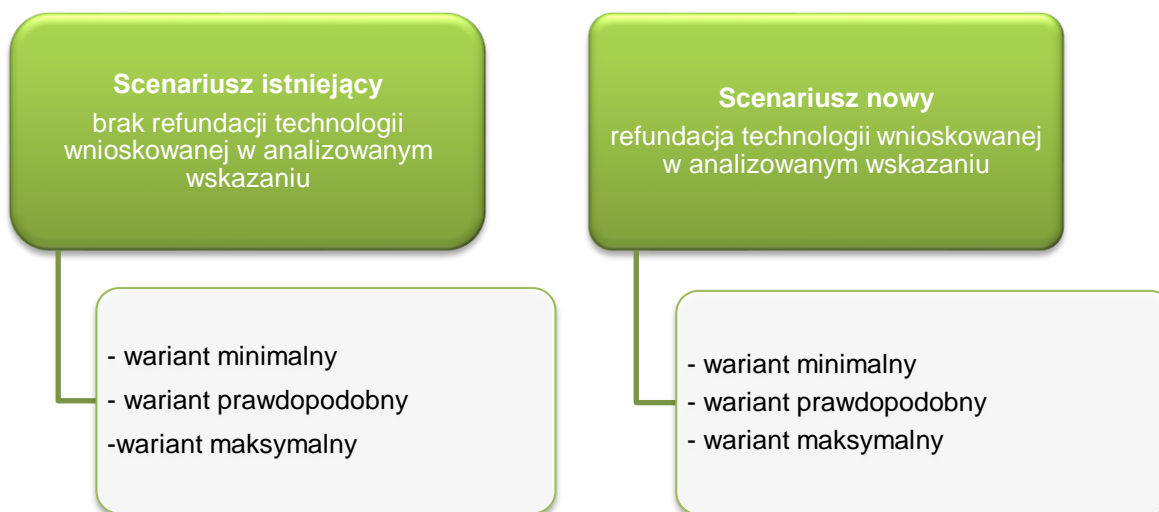 Scenariusz istniejący
brak refundacji technologii
wnioskowanej w analizowanym
wskazaniu
- wariant minimalny
- wariant prawdopodobny
-wariant maksymalny
Scenariusz nowy
refundacja technologii wnioskowanej
w analizowanym wskazaniu
- wariant minimalny
- wariant prawdopodobny
- wariant maksymalny